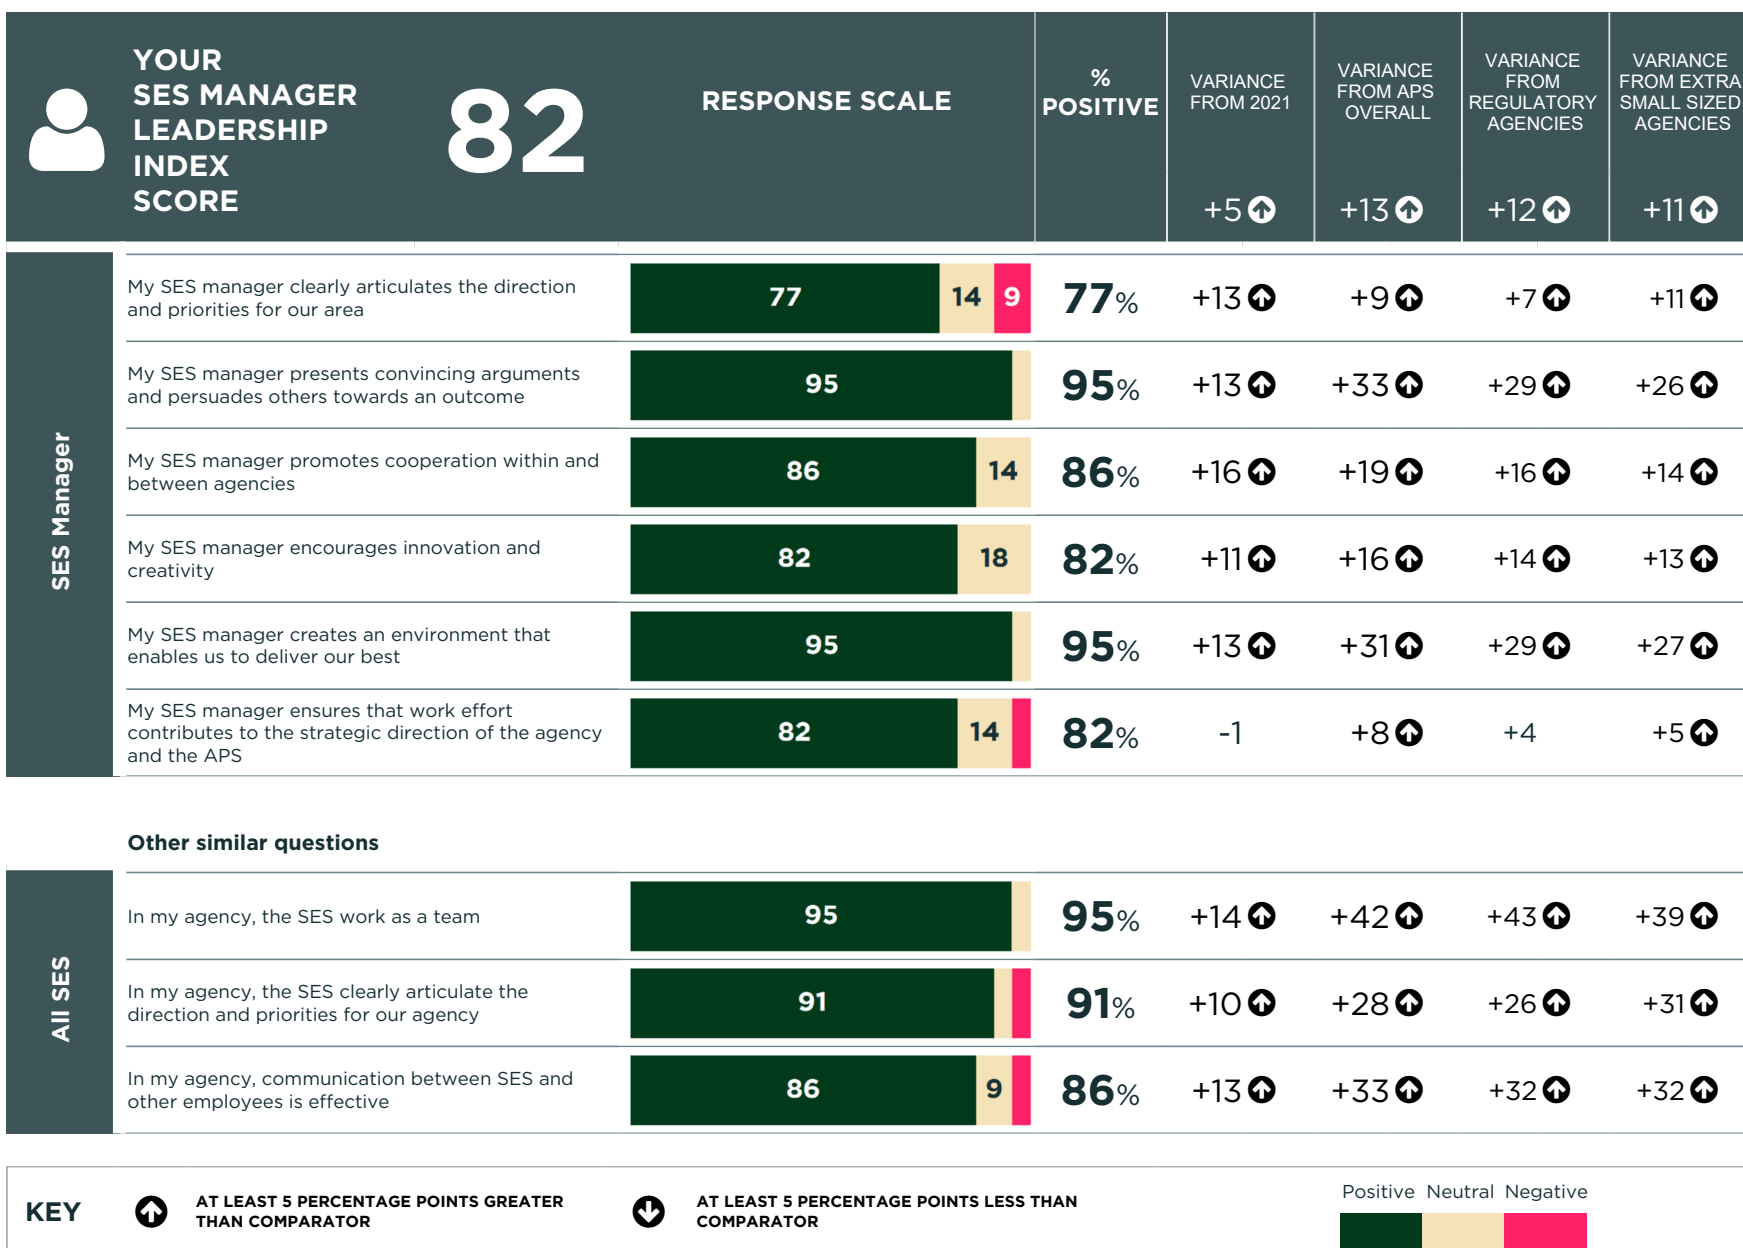 YOUR
SES MANAGER
LEADERSHIP
INDEX
SCORE
82
RESPONSE SCALE
%
POSITIVE
VARIANCE
FROM 2021
+5
VARIANCE
FROM APS
OVERALL
+13
VARIANCE
FROM
REGULATORY
AGENCIES
+12
VARIANCE
FROM EXTRA
SMALL SIZED
AGENCIES
+11
SES Manager
My SES manager clearly articulates the direction
and priorities for our area
77 14 9 77% +13 +9 +7 +11
My SES manager presents convincing arguments
and persuades others towards an outcome
95 95% +13 +33 +29 +26
My SES manager promotes cooperation within and
between agencies
86 14 86% +16 +19 +16 +14
My SES manager encourages innovation and
creativity
82 18 82% +11 +16 +14 +13
My SES manager creates an environment that
enables us to deliver our best
95 95% +13 +31 +29 +27
My SES manager ensures that work effort
contributes to the strategic direction of the agency
and the APS
82 14 82% -1 +8 +4 +5
Other similar questions
All SES
In my agency, the SES work as a team
95 95% +14 +42 +43 +39
In my agency, the SES clearly articulate the
direction and priorities for our agency
91 91% +10 +28 +26 +31
In my agency, communication between SES and
other employees is effective
86 9 86% +13 +33 +32 +32
KEY
AT LEAST 5 PERCENTAGE POINTS GREATER
THAN COMPARATOR
AT LEAST 5 PERCENTAGE POINTS LESS THAN
COMPARATOR
Positive Neutral Negative